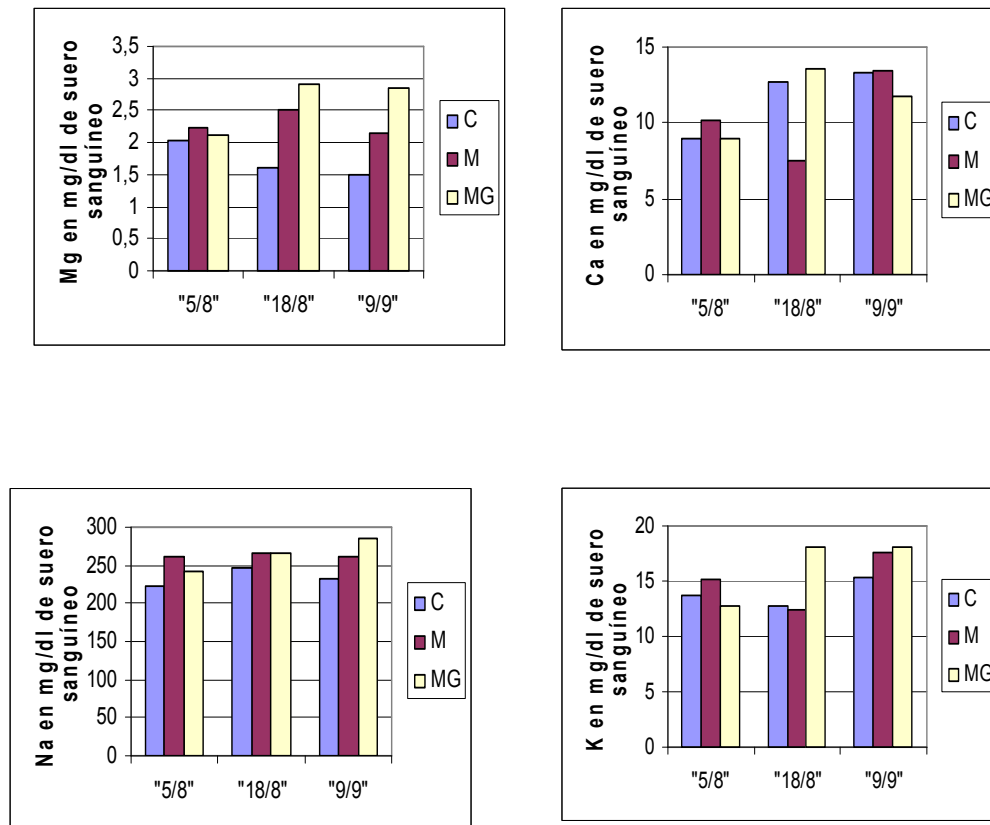 Mg en mg/dl de suero
sanguíneo
3,5
3
2,5
2
1,5
1
0,5
0
"5/8"
"18/8"
"9/9"
C
M
MG
Ca en mg/dl de suero
sanguíneo
15
10
5
0
"5/8"
"18/8"
"9/9"
C
M
MG
Na en mg/dl de suero
sanguíneo
300
250
200
150
100
50
0
"5/8"
"18/8"
"9/9"
C
M
MG
K en mg/dl de suero
sanguíneo
20
15
10
5
0
"5/8"
"18/8"
"9/9"
C
M
MG